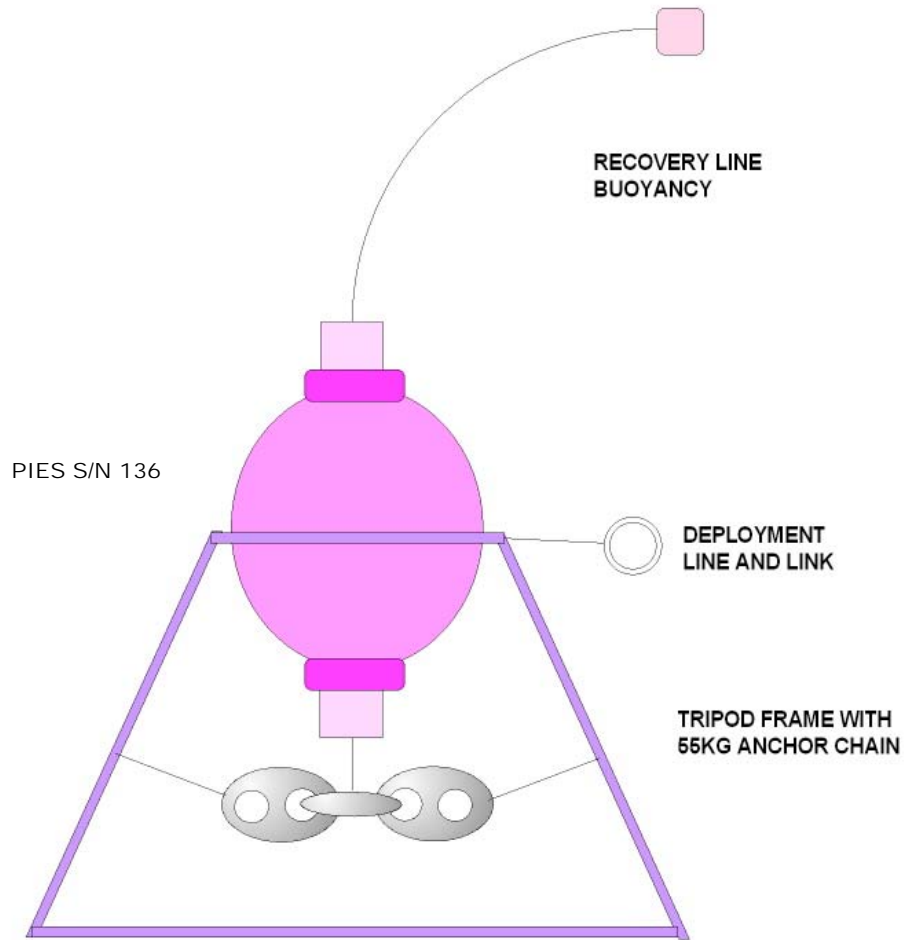 RECOVERY LINE
BUOYANCY
PIES S/N 136
DEPLOYMENT
LINE AND LINK
TRIPOD FRAME WITH
55KG ANCHOR CHAIN